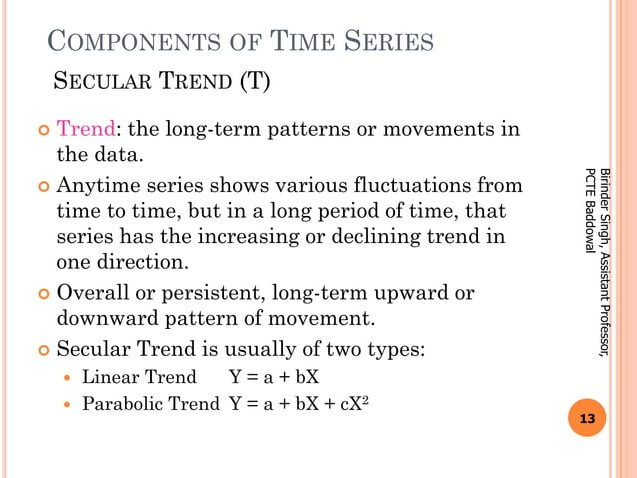 COMPONENTS OF TIME SERIES
SECULAR TREND (T)
Trend: the long-term patterns or movements in
the data.
Anytime series shows various fluctuations from
time to time, but in a long period of time, that
series has the increasing or declining trend in
one direction.
Overall or persistent, long-term upward or
downward pattern of movement.
Secular Trend is usually of two types:
Linear Trend Y = a + bX
Parabolic Trend Y = a + bX + cX²
Birinder Singh, Assistant Professor,
PCTE Baddowal
13